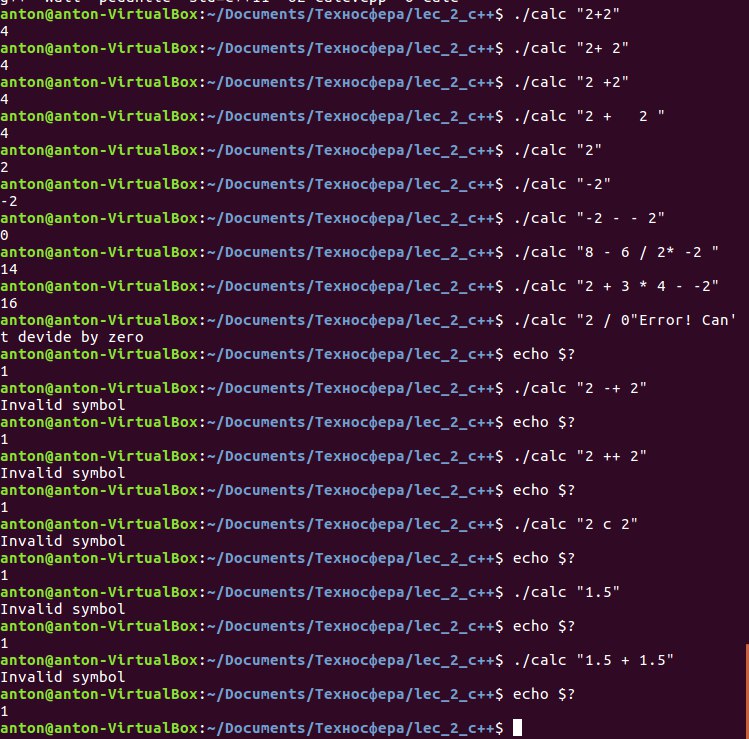 g++ -Wall -pedantic -std=c++11 -O2 calc.cpp -o calc
anton@anton-VirtualBox:~/Documents/Техносфера/lec_2_c++$ ./calc "2+2"
4
anton@anton-VirtualBox:~/Documents/Техносфера/lec_2_c++$ ./calc "2+ 2"
4
anton@anton-VirtualBox:~/Documents/Техносфера/lec_2_c++$ ./calc "2 +2"
4
anton@anton-VirtualBox:~/Documents/Техносфера/lec_2_c++$ ./calc "2 +   2 "
4
anton@anton-VirtualBox:~/Documents/Техносфера/lec_2_c++$ ./calc "2"
2
anton@anton-VirtualBox:~/Documents/Техносфера/lec_2_c++$ ./calc "-2"
-2
anton@anton-VirtualBox:~/Documents/Техносфера/lec_2_c++$ ./calc "-2 - - 2"
0
anton@anton-VirtualBox:~/Documents/Техносфера/lec_2_c++$ ./calc "8 - 6 / 2* -2 "
14
anton@anton-VirtualBox:~/Documents/Техносфера/lec_2_c++$ ./calc "2 + 3 * 4 - -2"
16
anton@anton-VirtualBox:~/Documents/Техносфера/lec_2_c++$ ./calc "2 / 0"Error! Can'
t devide by zero
anton@anton-VirtualBox:~/Documents/Техносфера/lec_2_c++$ echo $?
1
anton@anton-VirtualBox:~/Documents/Техносфера/lec_2_c++$ ./calc "2 -+ 2"
Invalid symbol
anton@anton-VirtualBox:~/Documents/Техносфера/lec_2_c++$ echo $?
1
anton@anton-VirtualBox:~/Documents/Техносфера/lec_2_c++$ ./calc "2 ++ 2"
Invalid symbol
anton@anton-VirtualBox:~/Documents/Техносфера/lec_2_c++$ echo $?
1
anton@anton-VirtualBox:~/Documents/Техносфера/lec_2_c++$ ./calc "2 c 2"
Invalid symbol
anton@anton-VirtualBox:~/Documents/Техносфера/lec_2_c++$ echo $?
1
anton@anton-VirtualBox:~/Documents/Техносфера/lec_2_c++$ ./calc "1.5"
Invalid symbol
anton@anton-VirtualBox:~/Documents/Техносфера/lec_2_c++$ echo $?
1
anton@anton-VirtualBox:~/Documents/Техносфера/lec_2_c++$ ./calc "1.5 + 1.5"
Invalid symbol
anton@anton-VirtualBox:~/Documents/Техносфера/lec_2_c++$ echo $?
1
anton@anton-VirtualBox:~/Documents/Техносфера/lec_2_c++$